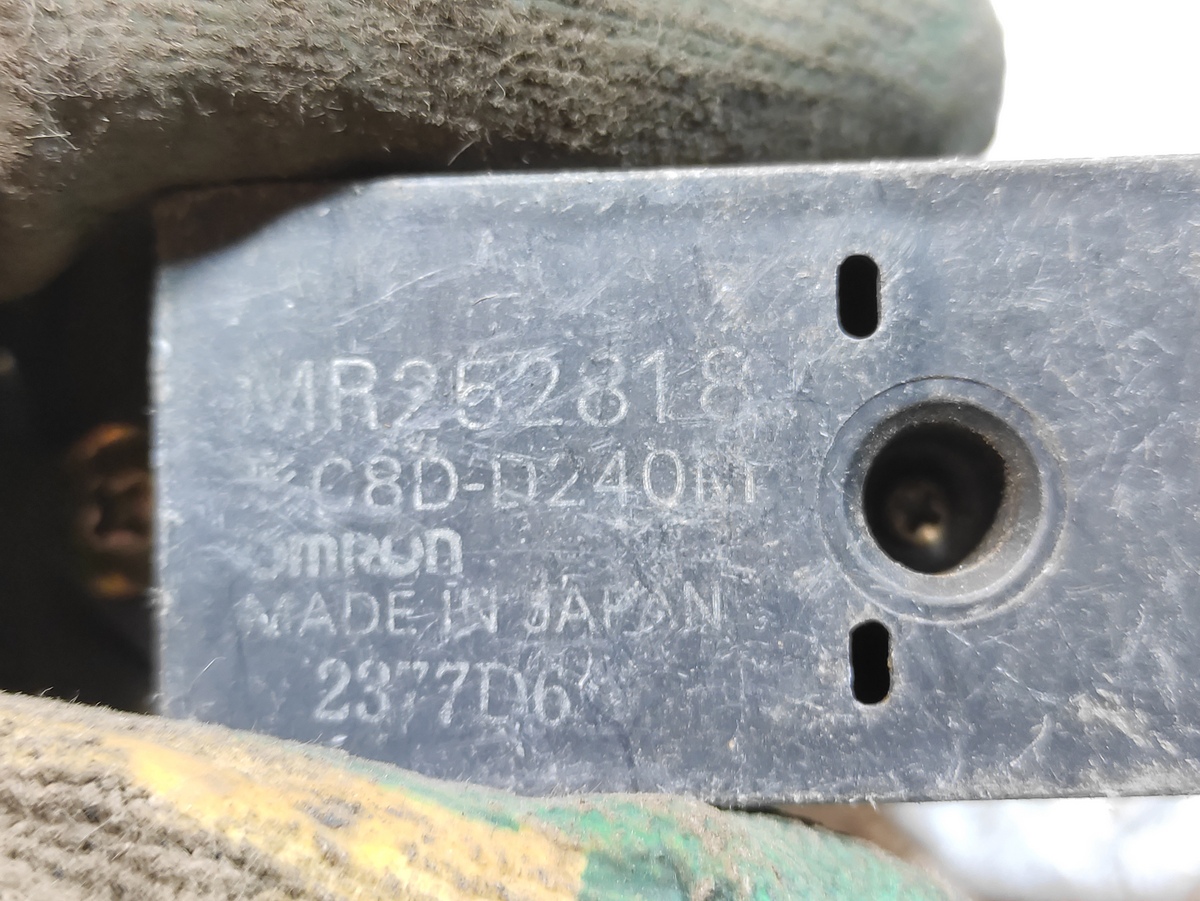 MR252818
C8D-D240M
OMRON
MADE IN JAPAN
2377D6